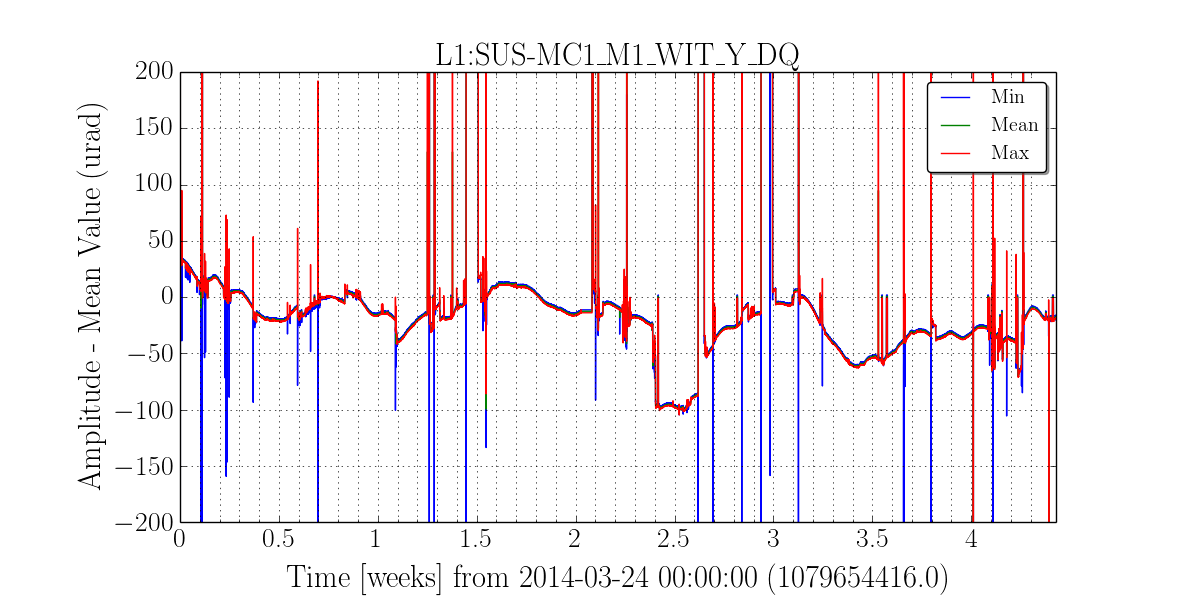 L1:SUS-MC1_M1_WIT_Y_DQ
200
150
100
50
0
−50
−100
−150
−200
Amplitude - Mean Value (urad)
Min
Mean
Max
0 0.5 1 1.5 2 2.5 3 3.5 4
Time [weeks] from 2014-03-24 00:00:00 (1079654416.0)